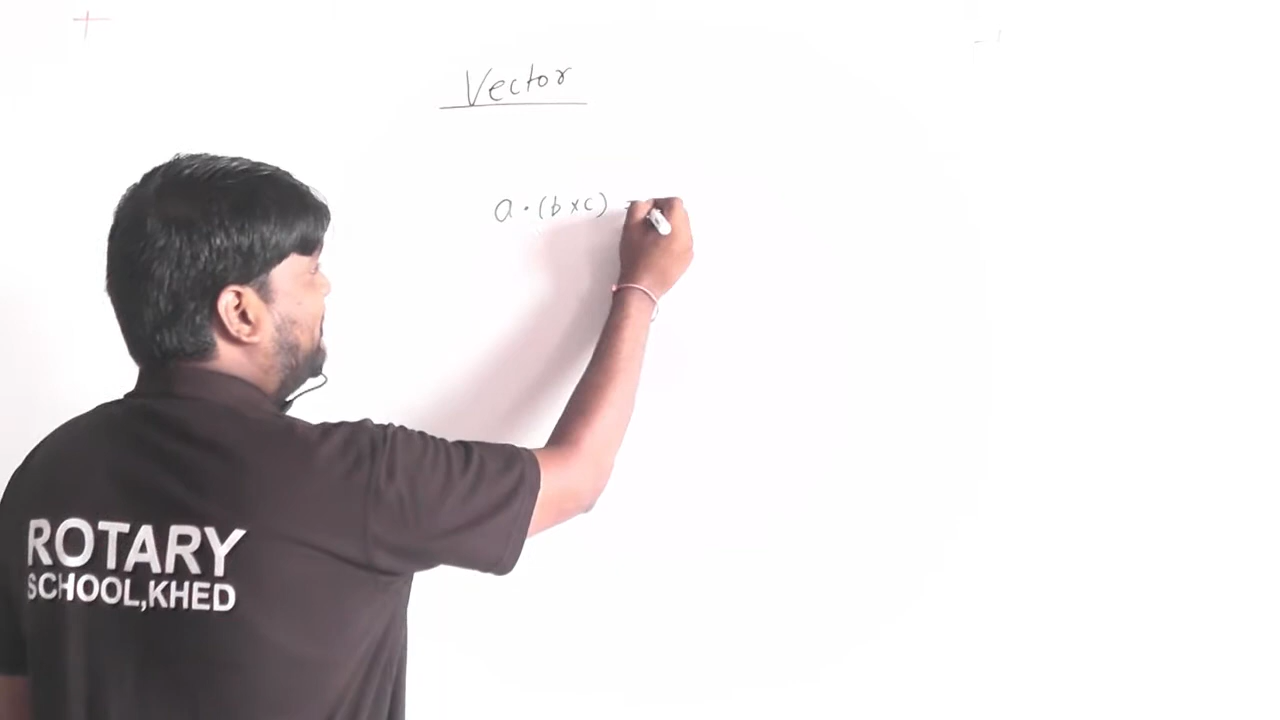 Vector
a · (b × c) =
ROTARY
SCHOOL,KHED